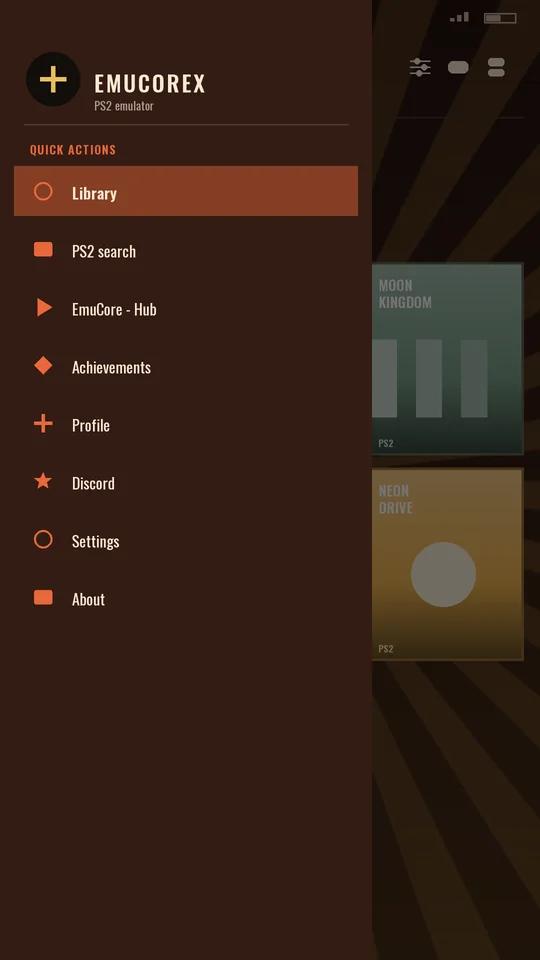 EMUCOREX
PS2 emulator
QUICK ACTIONS
Library
PS2 search
EmuCore - Hub
Achievements
Profile
Discord
Settings
About
MOON
KINGDOM
PS2
NEON
DRIVE
PS2